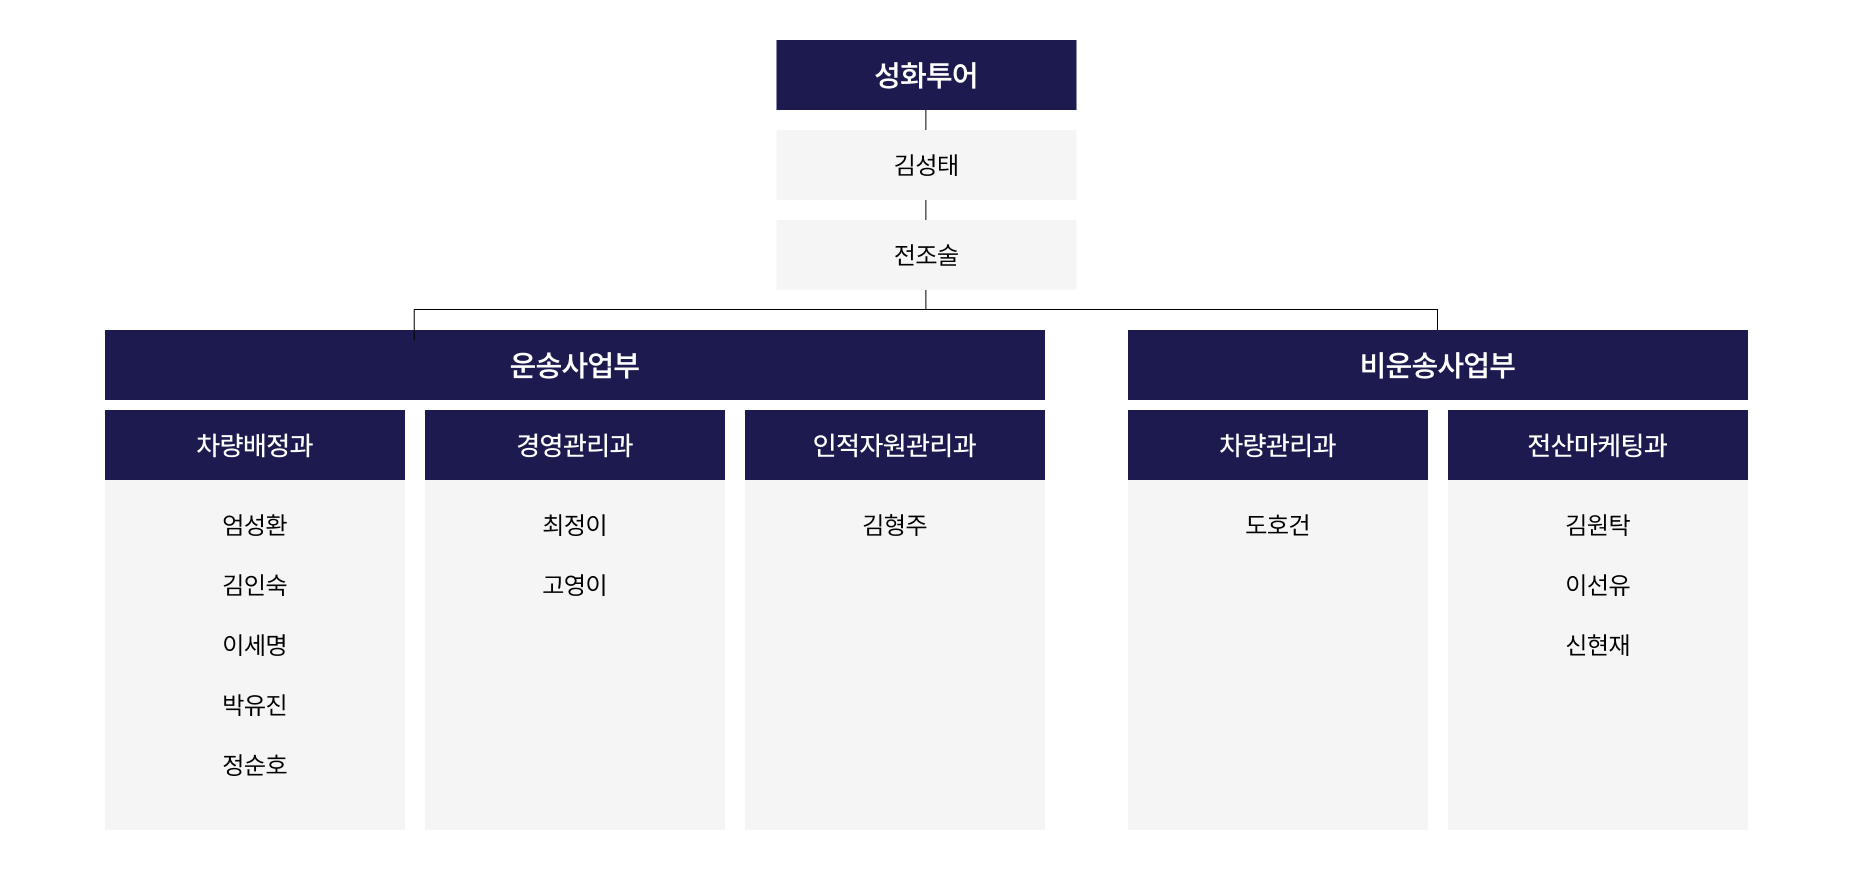 성화투어
김성태
전조술
운송사업부
비운송사업부
차량배정과
경영관리과
인적자원관리과
차량관리과
전산마케팅과
엄성환
김인숙
이세명
박유진
정순호
최정이
고영이
김형주
도호건
김원탁
이선유
신현재